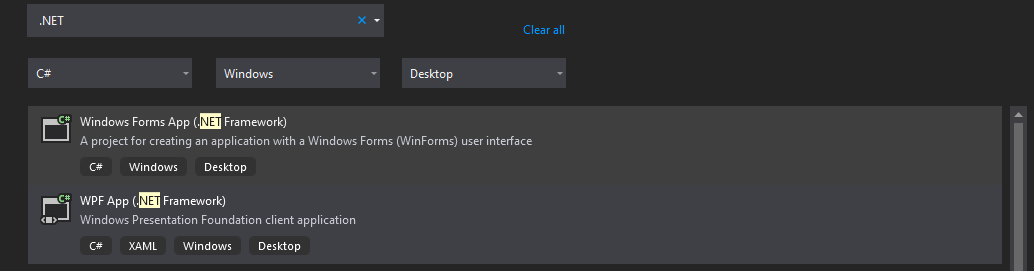 .NET
Clear all
C# Windows Desktop
C#
Windows Forms App (.NET Framework)
A project for creating an application with a Windows Forms (WinForms) user interface
C# Windows Desktop
C#
WPF App (.NET Framework)
Windows Presentation Foundation client application
C# XAML Windows Desktop